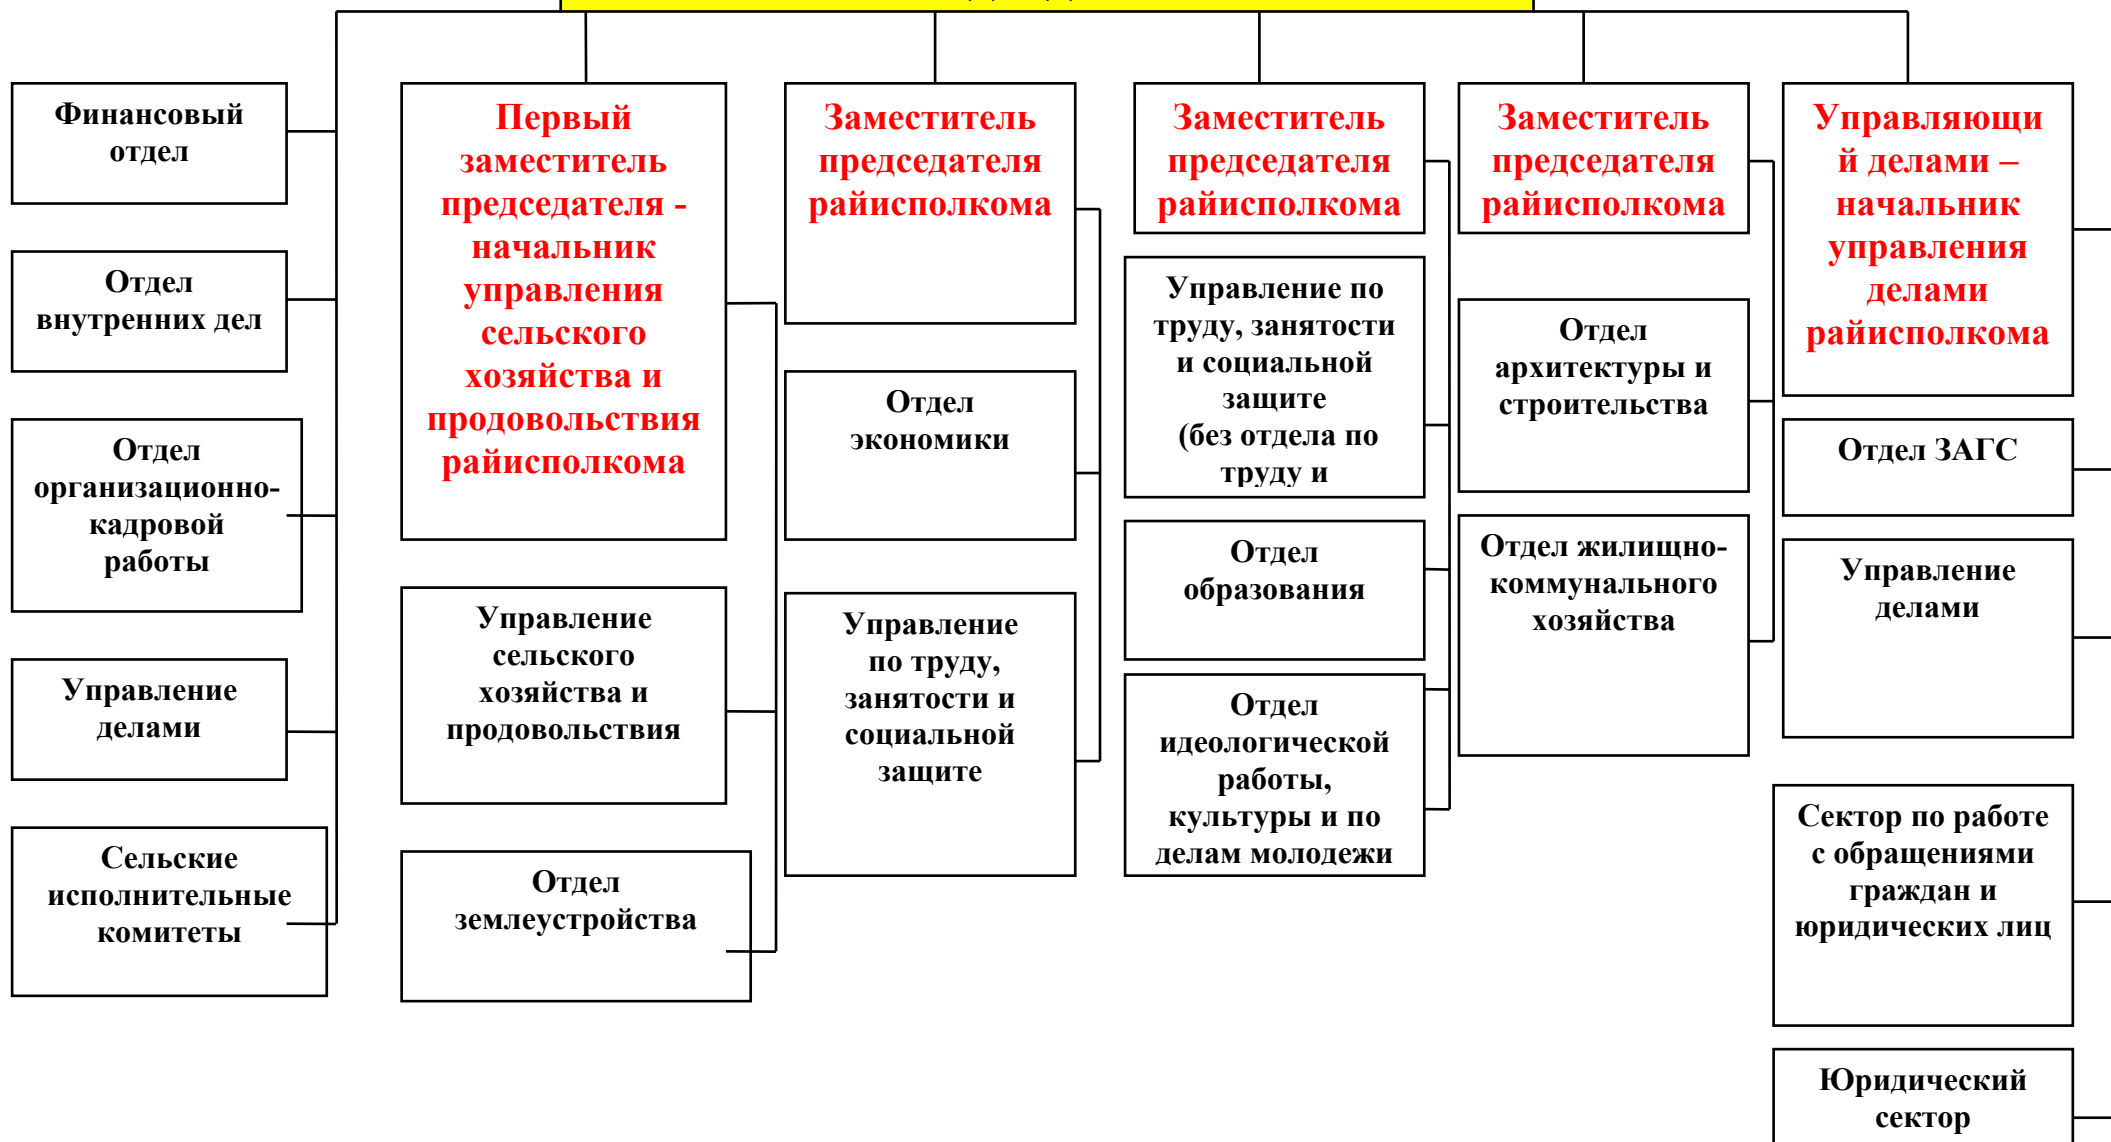 Финансовый
отдел
Отдел
внутренних дел
Отдел
организационно-
кадровой
работы
Управление
делами
Сельские
исполнительные
комитеты
Первый
заместитель
председателя -
начальник
управления
сельского
хозяйства и
продовольствия
райисполкома
Управление
сельского
хозяйства и
продовольствия
Отдел
землеустройства
Заместитель
председателя
райисполкома
Отдел
экономики
Управление
по труду,
занятости и
социальной
защите
Заместитель
председателя
райисполкома
Управление по
труду, занятости
и социальной
защите
(без отдела по
труду и
Отдел
образования
Отдел
идеологической
работы,
культуры и по
делам молодежи
Заместитель
председателя
райисполкома
Отдел
архитектуры и
строительства
Отдел жилищно-
коммунального
хозяйства
Управляющи
й делами –
начальник
управления
делами
райисполкома
Отдел ЗАГС
Управление
делами
Сектор по работе
с обращениями
граждан и
юридических лиц
Юридический
сектор